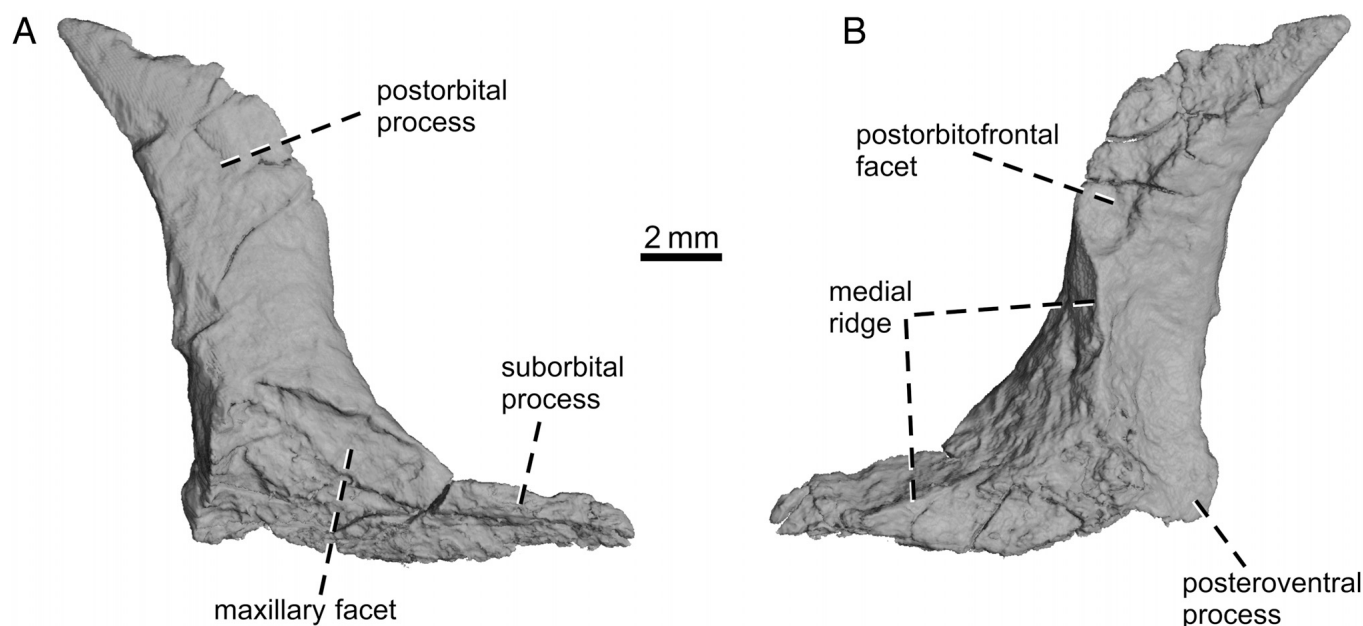 A
B
postorbital
process
postorbitofrontal
facet
2 mm
medial
ridge
suborbital
process
maxillary facet
posteroventral
process